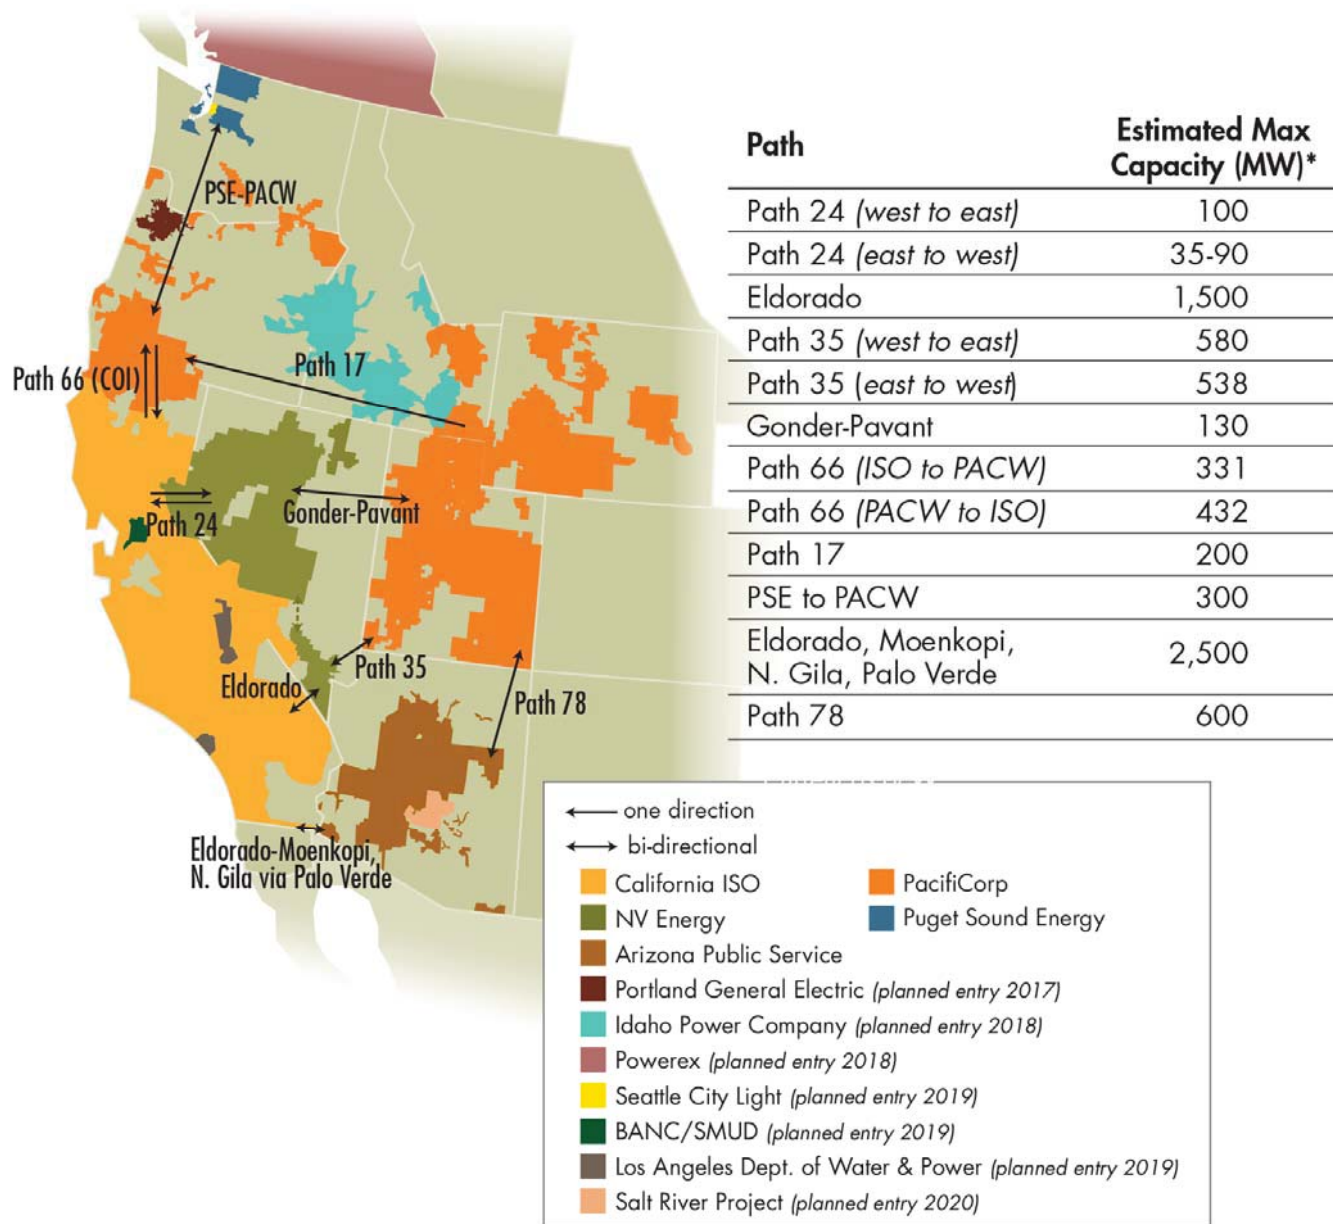 PSE-PACW
Path 17
Path 66 (COI)
Gonder-Pavant
Path 24
Path 35
Eldorado
Path 78
Eldorado-Moenkopi,
N. Gila via Palo Verde
Path Estimated Max
Capacity (MW)*
Path 24 (west to east) 100
Path 24 (east to west) 35-90
Eldorado 1,500
Path 35 (west to east) 580
Path 35 (east to west) 538
Gonder-Pavant 130
Path 66 (ISO to PACW) 331
Path 66 (PACW to ISO) 432
Path 17 200
PSE to PACW 300
Eldorado, Moenkopi,
N. Gila, Palo Verde 2,500
Path 78 600
one direction
bi-directional
California ISO
PacifiCorp
NV Energy
Puget Sound Energy
Arizona Public Service
Portland General Electric (planned entry 2017)
Idaho Power Company (planned entry 2018)
Powerex (planned entry 2018)
Seattle City Light (planned entry 2019)
BANC/SMUD (planned entry 2019)
Los Angeles Dept. of Water & Power (planned entry 2019)
Salt River Project (planned entry 2020)